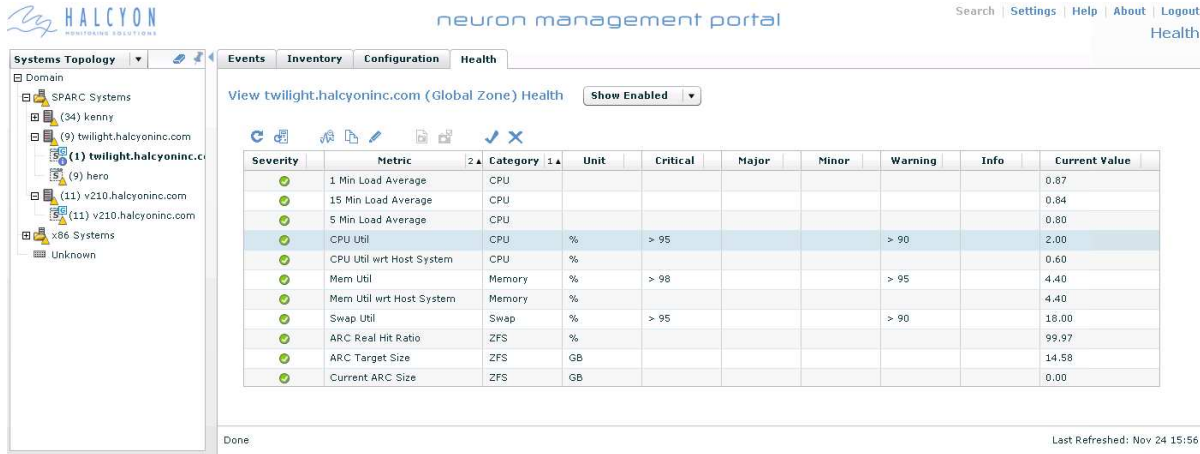 HALCYON
MONITORING SOLUTIONS
neuron management portal
Search | Settings | Help | About | Logout
Health
Systems Topology
Domain
SPARC Systems
(34) kenny
(9) twilight.halcyoninc.com
(1) twilight.halcyoninc.c
(9) hero
(11) v210.halcyoninc.com
(11) v210.halcyoninc.com
x86 Systems
Unknown
Events Inventory Configuration Health
View twilight.halcyoninc.com (Global Zone) Health Show Enabled
Severity Metric 2 Category 1 Unit Critical Major Minor Warning Info Current Value
1 Min Load Average CPU 0.87
15 Min Load Average CPU 0.84
5 Min Load Average CPU 0.80
CPU Util CPU % > 95 > 90 2.00
CPU Util wrt Host System CPU % 0.60
Mem Util Memory % > 98 > 95 4.40
Mem Util wrt Host System Memory % 4.40
Swap Util Swap % > 95 > 90 18.00
ARC Real Hit Ratio ZFS % 99.97
ARC Target Size ZFS GB 14.58
Current ARC Size ZFS GB 0.00
Done Last Refreshed: Nov 24 15:56